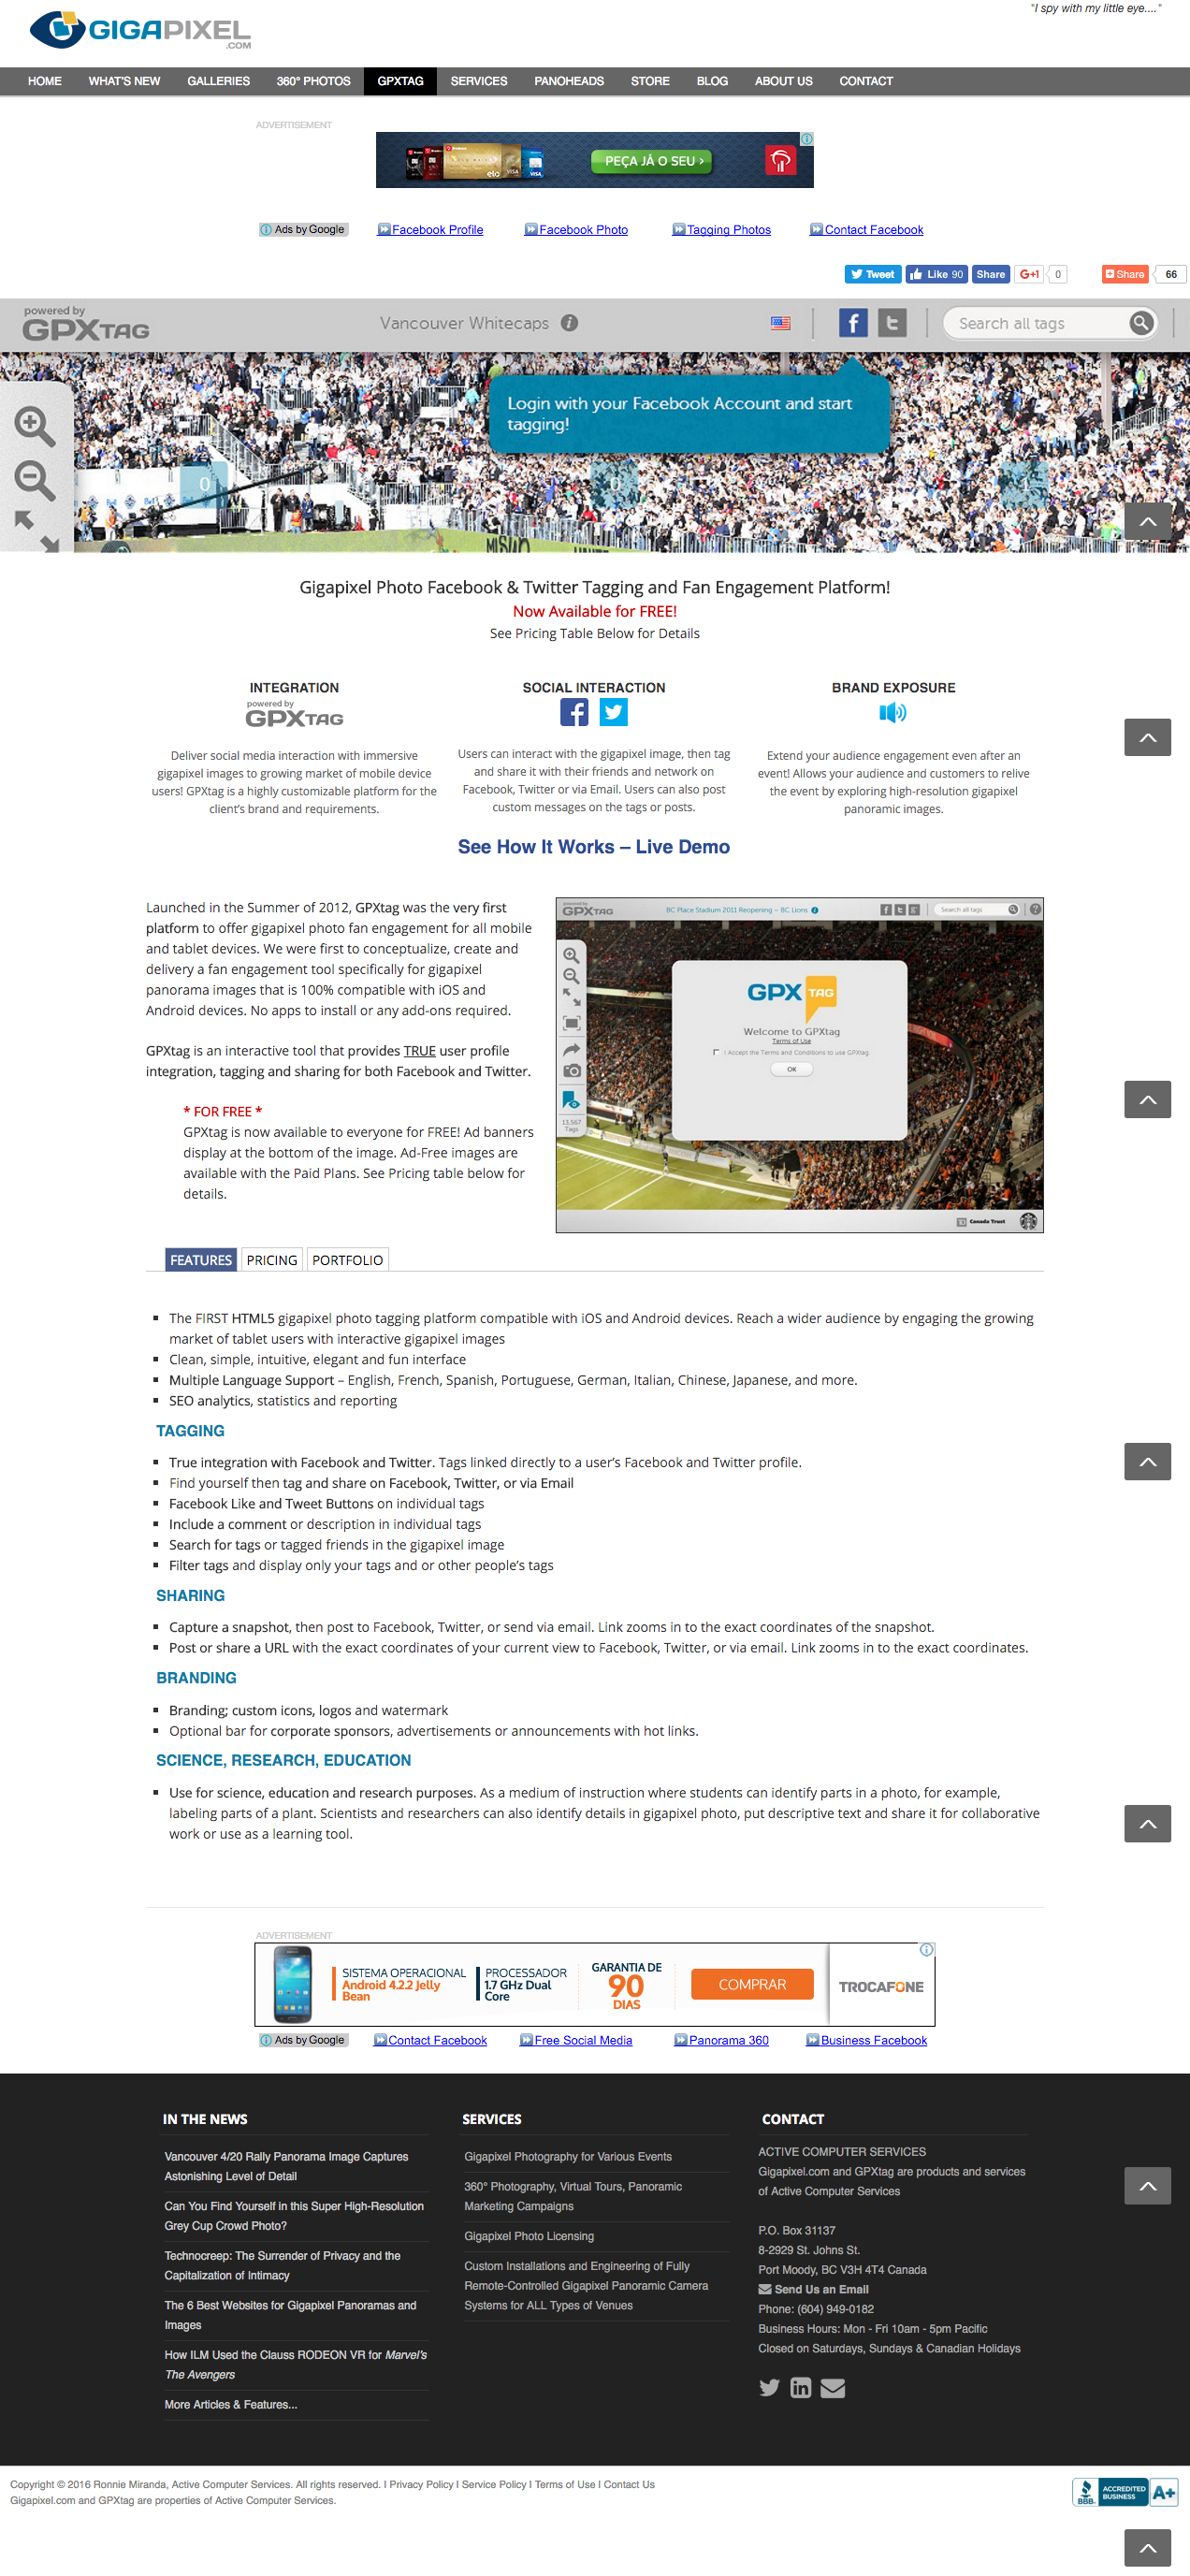 GIGAPIXEL
.COM
"I spy with my little eye...."
HOME WHAT'S NEW GALLERIES 360° PHOTOS GPXTAG SERVICES PANOHEADS STORE BLOG ABOUT US CONTACT
ADVERTISEMENT
elo VISA VISA PEÇA JÁ O SEU ›
Ads by Google Facebook Profile Facebook Photo Tagging Photos Contact Facebook
Tweet Like 90 Share G+1 0 Share 66
powered by
GPXTAG Vancouver Whitecaps Search all tags
Login with your Facebook Account and start
tagging!
0 0 1
Gigapixel Photo Facebook & Twitter Tagging and Fan Engagement Platform!
Now Available for FREE!
See Pricing Table Below for Details
INTEGRATION
powered by
GPXTAG
Deliver social media interaction with immersive
gigapixel images to growing market of mobile device
users! GPXtag is a highly customizable platform for the
client's brand and requirements.
SOCIAL INTERACTION
Users can interact with the gigapixel image, then tag
and share it with their friends and network on
Facebook, Twitter or via Email. Users can also post
custom messages on the tags or posts.
BRAND EXPOSURE
Extend your audience engagement even after an
event! Allows your audience and customers to relive
the event by exploring high-resolution gigapixel
panoramic images.
See How It Works – Live Demo
Launched in the Summer of 2012, GPXtag was the very first
platform to offer gigapixel photo fan engagement for all mobile
and tablet devices. We were first to conceptualize, create and
delivery a fan engagement tool specifically for gigapixel
panorama images that is 100% compatible with iOS and
Android devices. No apps to install or any add-ons required.
GPXtag is an interactive tool that provides TRUE user profile
integration, tagging and sharing for both Facebook and Twitter.
* FOR FREE *
GPXtag is now available to everyone for FREE! Ad banners
display at the bottom of the image. Ad-Free images are
available with the Paid Plans. See Pricing table below for
details.
powered by
GPXTAG BC Place Stadium 2011 Reopening – BC Lions Search all tags
GPX TAG
Welcome to GPXtag
Terms of Use
I Accept the Terms and Conditions to use GPXtag
OK
13,567
Tags
TD Canada Trust
FEATURES PRICING PORTFOLIO
The FIRST HTML5 gigapixel photo tagging platform compatible with iOS and Android devices. Reach a wider audience by engaging the growing
market of tablet users with interactive gigapixel images
Clean, simple, intuitive, elegant and fun interface
Multiple Language Support – English, French, Spanish, Portuguese, German, Italian, Chinese, Japanese, and more.
SEO analytics, statistics and reporting
TAGGING
True integration with Facebook and Twitter. Tags linked directly to a user's Facebook and Twitter profile.
Find yourself then tag and share on Facebook, Twitter, or via Email
Facebook Like and Tweet Buttons on individual tags
Include a comment or description in individual tags
Search for tags or tagged friends in the gigapixel image
Filter tags and display only your tags and or other people's tags
SHARING
Capture a snapshot, then post to Facebook, Twitter, or send via email. Link zooms in to the exact coordinates of the snapshot.
Post or share a URL with the exact coordinates of your current view to Facebook, Twitter, or via email. Link zooms in to the exact coordinates.
BRANDING
Branding; custom icons, logos and watermark
Optional bar for corporate sponsors, advertisements or announcements with hot links.
SCIENCE, RESEARCH, EDUCATION
Use for science, education and research purposes. As a medium of instruction where students can identify parts in a photo, for example,
labeling parts of a plant. Scientists and researchers can also identify details in gigapixel photo, put descriptive text and share it for collaborative
work or use as a learning tool.
ADVERTISEMENT
SISTEMA OPERACIONAL
Android 4.2.2 Jelly
Bean
PROCESSADOR
1.7 GHz Dual
Core
GARANTIA DE
90
DIAS
COMPRAR
TROCAFONE
Ads by Google Contact Facebook Free Social Media Panorama 360 Business Facebook
IN THE NEWS
Vancouver 4/20 Rally Panorama Image Captures
Astonishing Level of Detail
Can You Find Yourself in this Super High-Resolution
Grey Cup Crowd Photo?
Technocreep: The Surrender of Privacy and the
Capitalization of Intimacy
The 6 Best Websites for Gigapixel Panoramas and
Images
How ILM Used the Clauss RODEON VR for Marvel's
The Avengers
More Articles & Features...
SERVICES
Gigapixel Photography for Various Events
360° Photography, Virtual Tours, Panoramic
Marketing Campaigns
Gigapixel Photo Licensing
Custom Installations and Engineering of Fully
Remote-Controlled Gigapixel Panoramic Camera
Systems for ALL Types of Venues
CONTACT
ACTIVE COMPUTER SERVICES
Gigapixel.com and GPXtag are products and services
of Active Computer Services
P.O. Box 31137
8-2929 St. Johns St.
Port Moody, BC V3H 4T4 Canada
Send Us an Email
Phone: (604) 949-0182
Business Hours: Mon - Fri 10am - 5pm Pacific
Closed on Saturdays, Sundays & Canadian Holidays
Copyright © 2016 Ronnie Miranda, Active Computer Services. All rights reserved. I Privacy Policy I Service Policy I Terms of Use I Contact Us
Gigapixel.com and GPXtag are properties of Active Computer Services.
BBB. ACCREDITED
BUSINESS A+